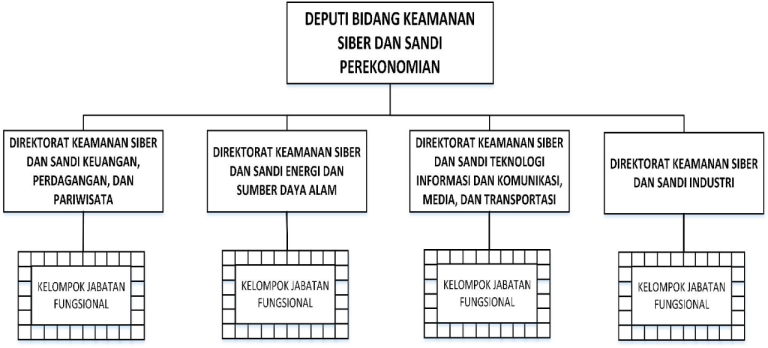 DEPUTI BIDANG KEAMANAN
SIBER DAN SANDI
PEREKONOMIAN
DIREKTORAT KEAMANAN SIBER
DAN SANDI KEUANGAN,
PERDAGANGAN, DAN
PARIWISATA
DIREKTORAT KEAMANAN SIBER
DAN SANDI ENERGI DAN
SUMBER DAYA ALAM
DIREKTORAT KEAMANAN SIBER
DAN SANDI TEKNOLOGI
INFORMASI DAN KOMUNIKASI,
MEDIA, DAN TRANSPORTASI
DIREKTORAT KEAMANAN SIBER
DAN SANDI INDUSTRI
KELOMPOK JABATAN
FUNGSIONAL
KELOMPOK JABATAN
FUNGSIONAL
KELOMPOK JABATAN
FUNGSIONAL
KELOMPOK JABATAN
FUNGSIONAL